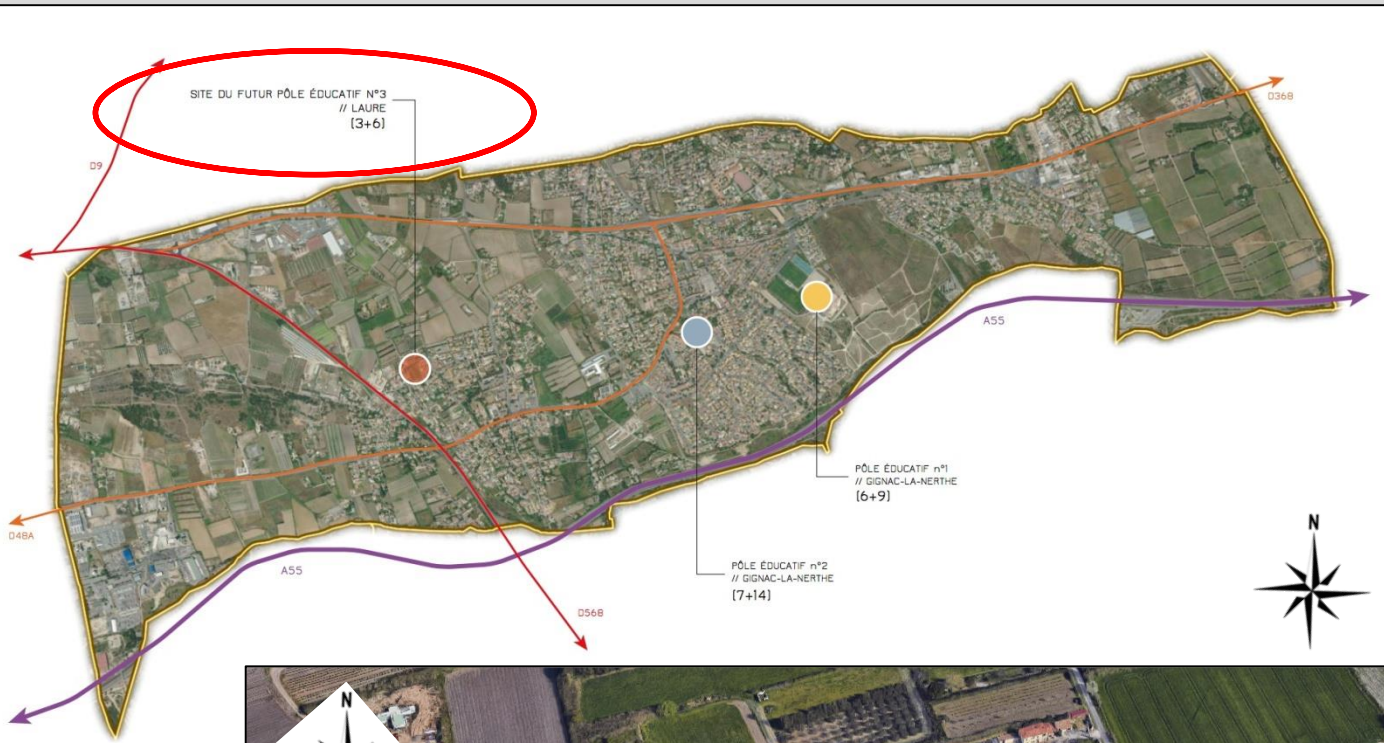 SITE DU FUTUR PÔLE ÉDUCATIF N°3
// LAURE
(3+6)
D9
D368
A55
PÔLE ÉDUCATIF n°1
// GIGNAC-LA-NERTHE
(6+9)
D48A
A55
PÔLE ÉDUCATIF n°2
// GIGNAC-LA-NERTHE
(7+14)
D568
N
N